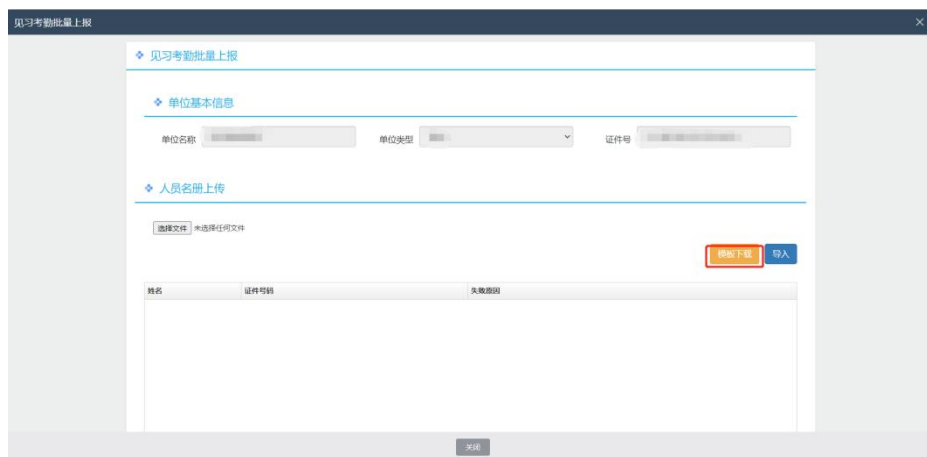 见习考勤批量上报 ×
见习考勤批量上报
单位基本信息
单位名称 单位类型 证件号
人员名册上传
选择文件 未选择任何文件
模板下载 导入
姓名 证件号码 失败原因
关闭